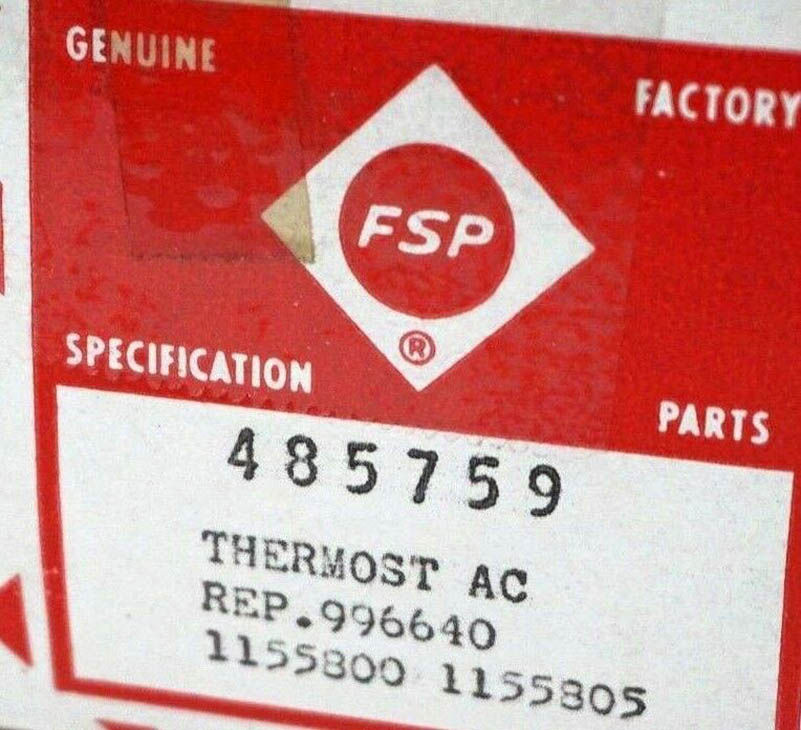 GENUINE
FACTORY
FSP
®
SPECIFICATION
PARTS
485759
THERMOST AC
REP.996640
1155800 1155805